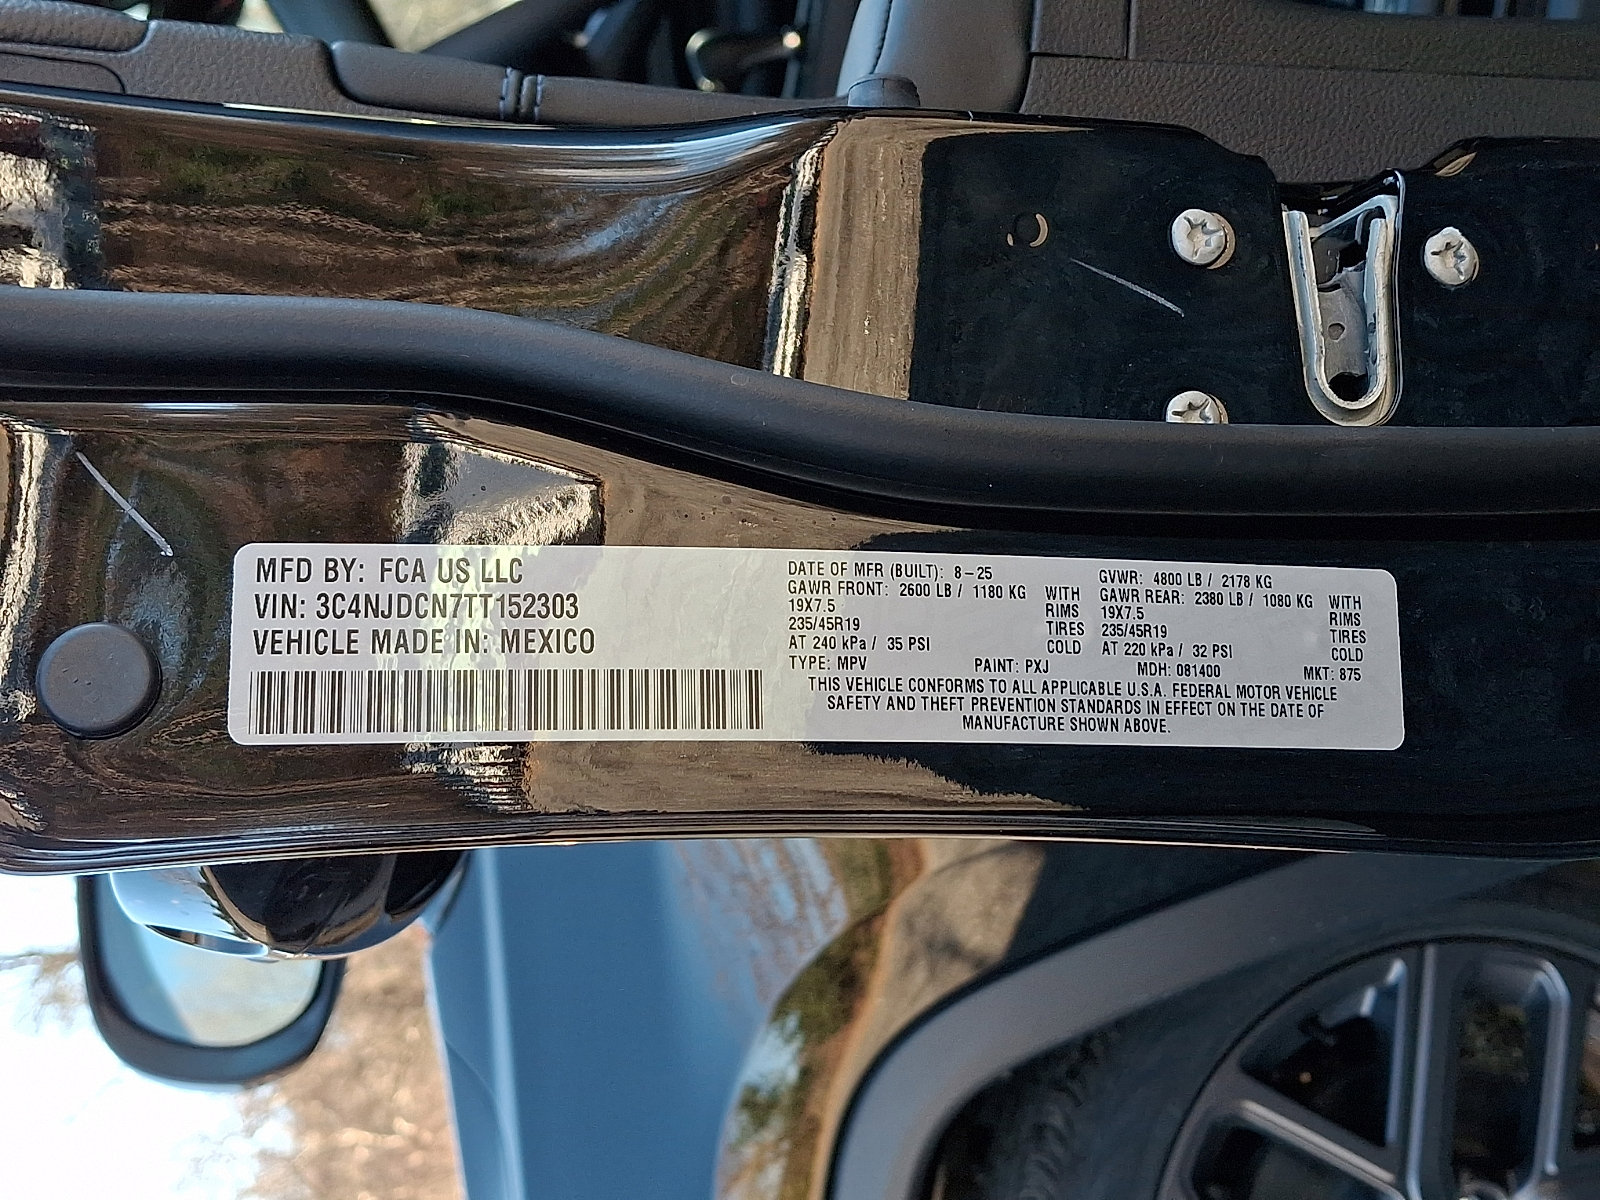 MFD BY: FCA US LLC
VIN: 3C4NJDCN7TT152303
VEHICLE MADE IN: MEXICO
DATE OF MFR (BUILT): 8-25
GAWR FRONT: 2600 LB / 1180 KG WITH
19X7.5 RIMS
235/45R19 TIRES
AT 240 kPa / 35 PSI COLD
GVWR: 4800 LB / 2178 KG
GAWR REAR: 2380 LB / 1080 KG WITH
19X7.5 RIMS
235/45R19 TIRES
AT 220 kPa / 32 PSI COLD
TYPE: MPV PAINT: PXJ MDH: 081400 MKT: 875
THIS VEHICLE CONFORMS TO ALL APPLICABLE U.S.A. FEDERAL MOTOR VEHICLE
SAFETY AND THEFT PREVENTION STANDARDS IN EFFECT ON THE DATE OF
MANUFACTURE SHOWN ABOVE.